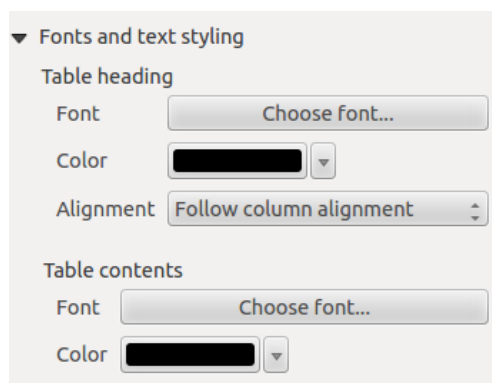 Fonts and text styling
Table heading
Font Choose font...
Color
Alignment Follow column alignment
Table contents
Font Choose font...
Color